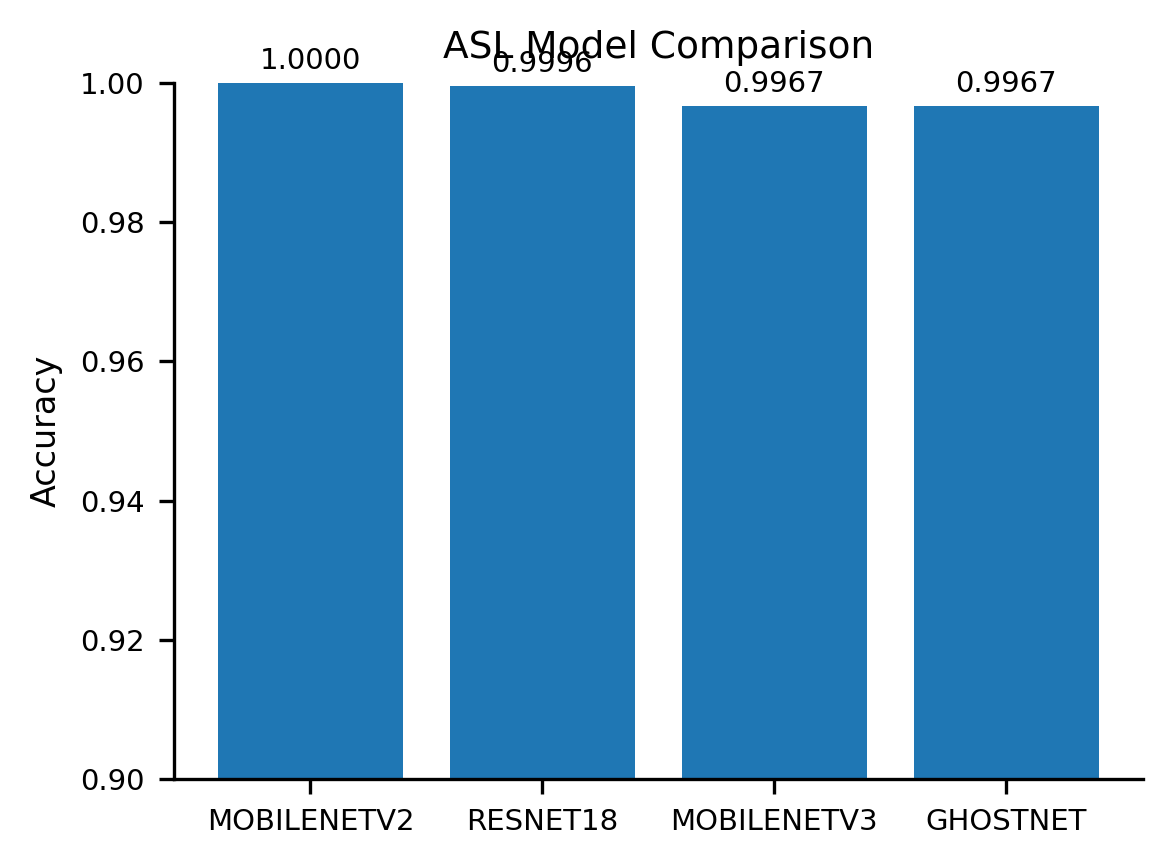 ASL Model Comparison
1.0000
0.9996
0.9967
0.9967
1.00
0.98
0.96
0.94
0.92
0.90
Accuracy
MOBILENETV2
RESNET18
MOBILENETV3
GHOSTNET